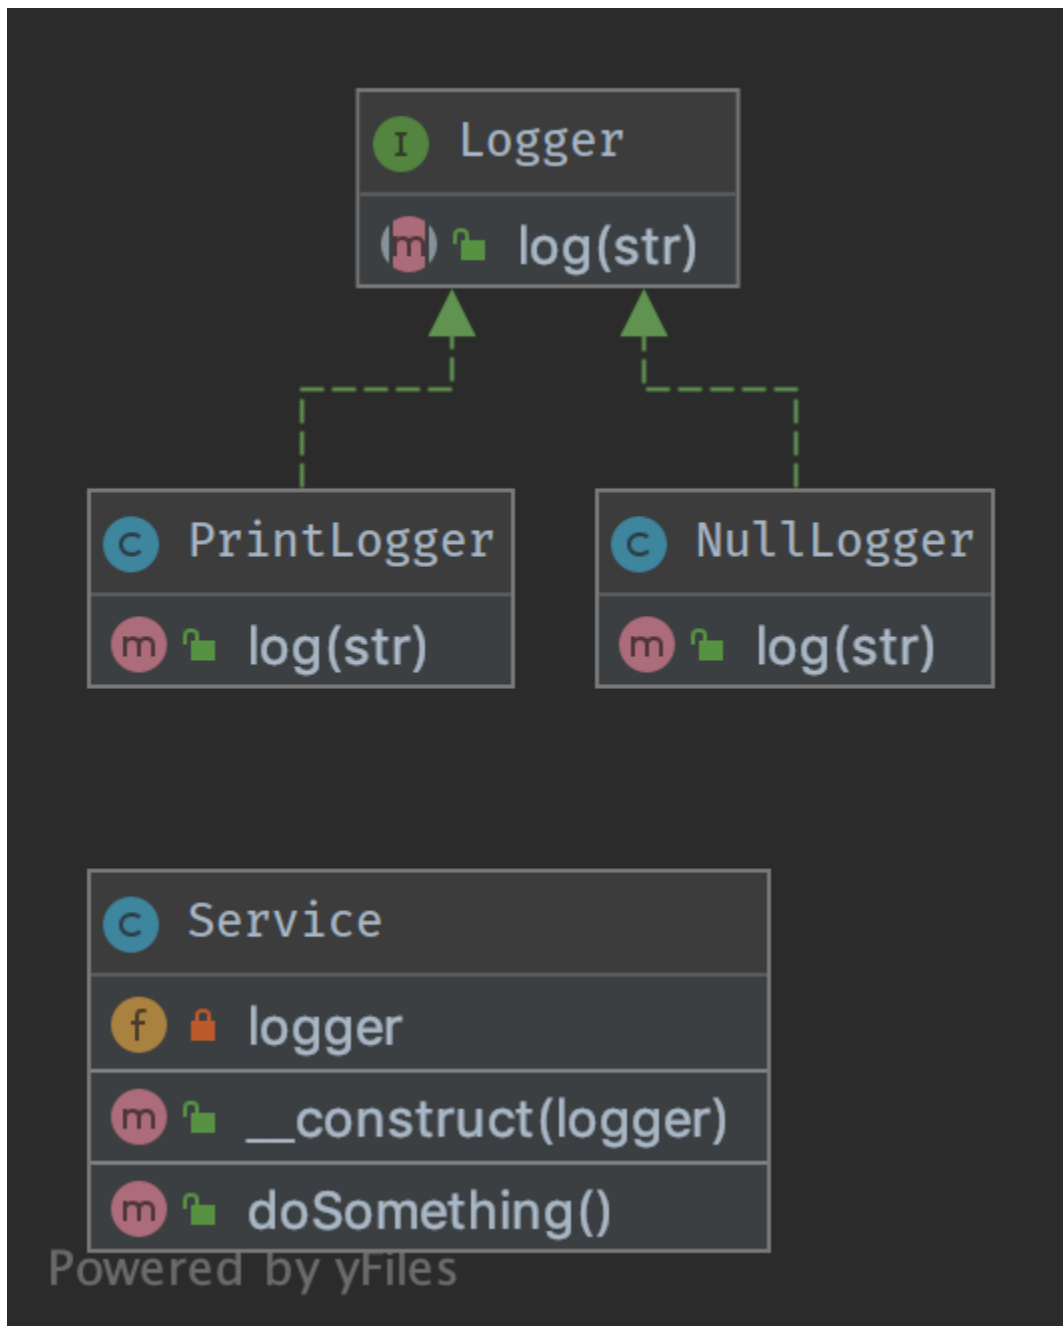 I Logger
m log(str)
C PrintLogger
m log(str)
C NullLogger
m log(str)
C Service
f logger
m __construct(logger)
m doSomething()
Powered by yFiles